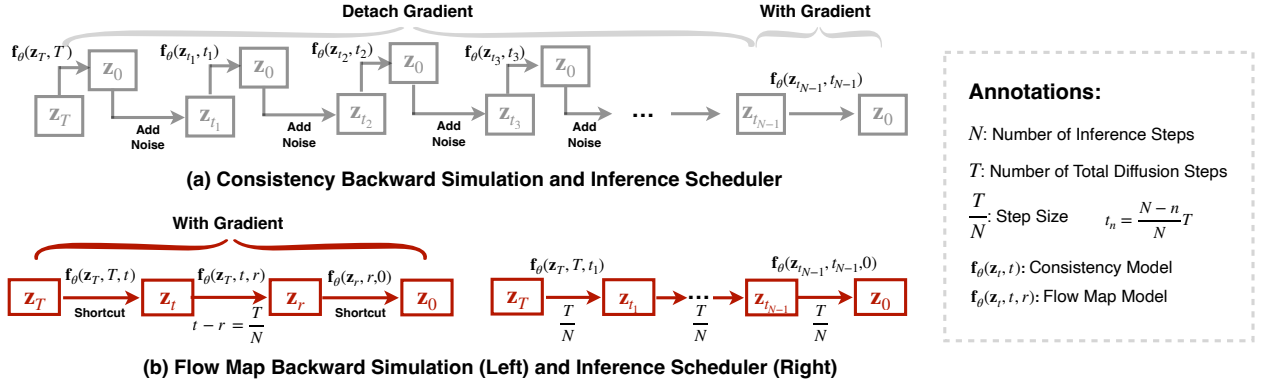 Detach Gradient
With Gradient
f_θ(z_T, T)
f_θ(z_{t_1}, t_1)
f_θ(z_{t_2}, t_2)
f_θ(z_{t_3}, t_3)
f_θ(z_{t_{N-1}}, t_{N-1})
z_0
z_0
z_0
z_0
z_T
z_{t_1}
z_{t_2}
z_{t_3}
...
z_{t_{N-1}}
z_0
Add
Noise
Add
Noise
Add
Noise
Add
Noise
(a) Consistency Backward Simulation and Inference Scheduler
With Gradient
f_θ(z_T, T, t)
f_θ(z_T, t, r)
f_θ(z_r, r,0)
z_T
z_t
z_r
z_0
Shortcut
t − r = T/N
Shortcut
f_θ(z_T, T, t_1)
f_θ(z_{t_{N-1}}, t_{N-1},0)
z_T
z_{t_1}
...
z_{t_{N-1}}
z_0
T/N
T/N
T/N
(b) Flow Map Backward Simulation (Left) and Inference Scheduler (Right)
Annotations:
N: Number of Inference Steps
T: Number of Total Diffusion Steps
T/N: Step Size t_n = (N − n)/N T
f_θ(z_t, t): Consistency Model
f_θ(z_t, t, r): Flow Map Model